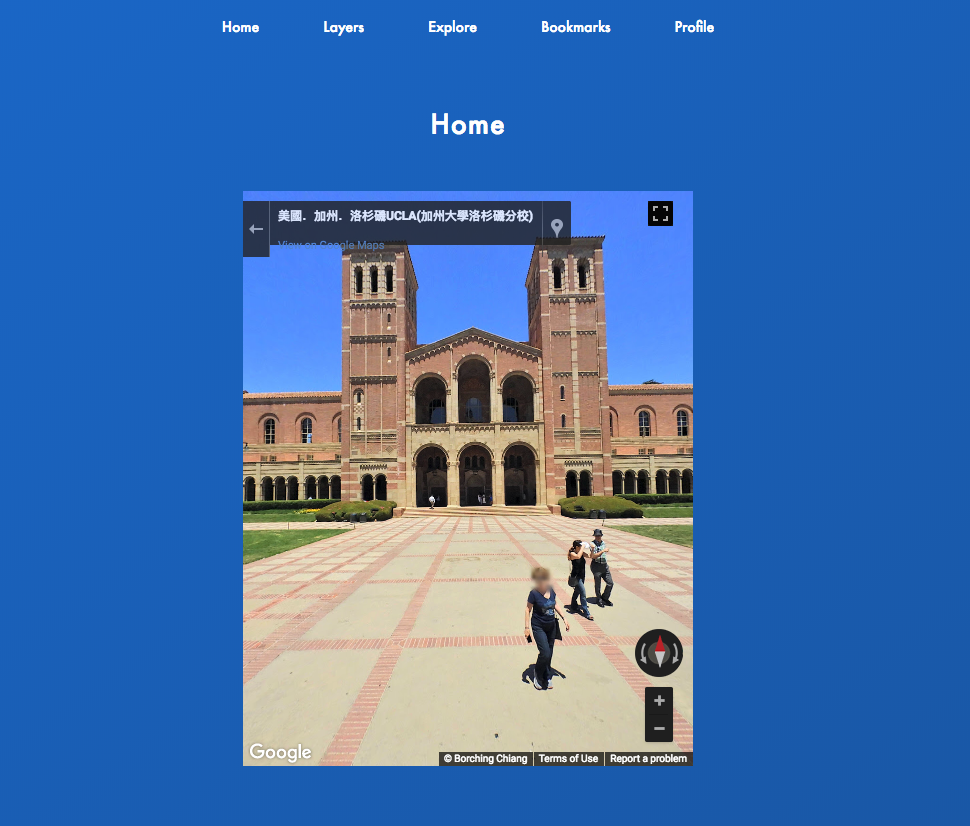 Home Layers Explore Bookmarks Profile
Home
美國．加州．洛杉磯UCLA(加州大學洛杉磯分校)
View on Google Maps
Google
© Borching Chiang Terms of Use Report a problem